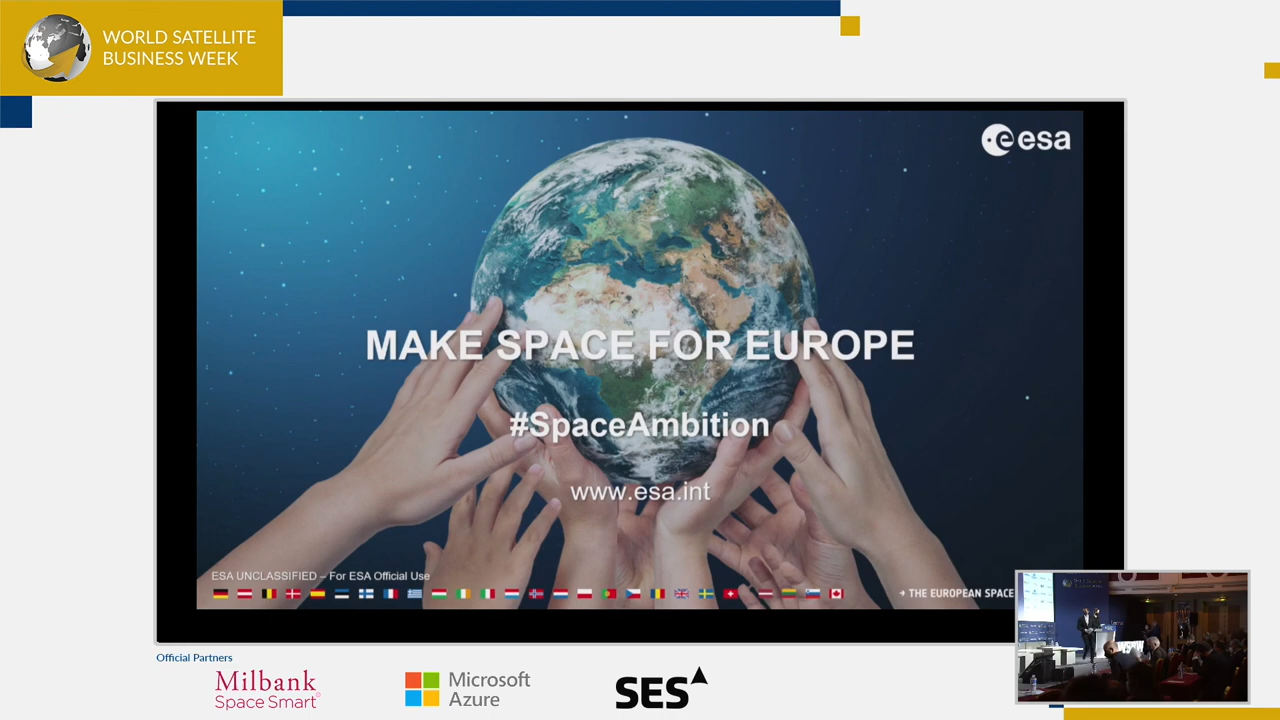 WORLD SATELLITE
BUSINESS WEEK
esa
MAKE SPACE FOR EUROPE
#SpaceAmbition
www.esa.int
ESA UNCLASSIFIED – For ESA Official Use
→ THE EUROPEAN SPACE
Official Partners
Milbank
Space Smart
Microsoft
Azure
SES